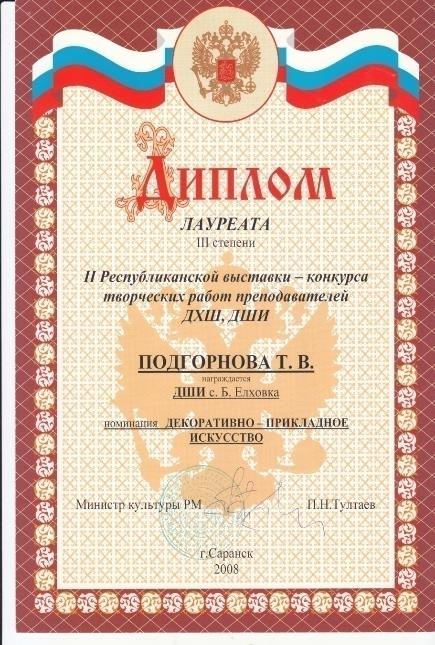 ДИПЛОМ
ЛАУРЕАТА
III степени
II Республиканской выставки – конкурса
творческих работ преподавателей
ДХШ, ДШИ
ПОДГОРНОВА Т. В.
награждается
ДШИ с. Б. Елховка
номинация ДЕКОРАТИВНО – ПРИКЛАДНОЕ
ИСКУССТВО
Министр культуры РМ П.Н.Тултаев
г.Саранск
2008